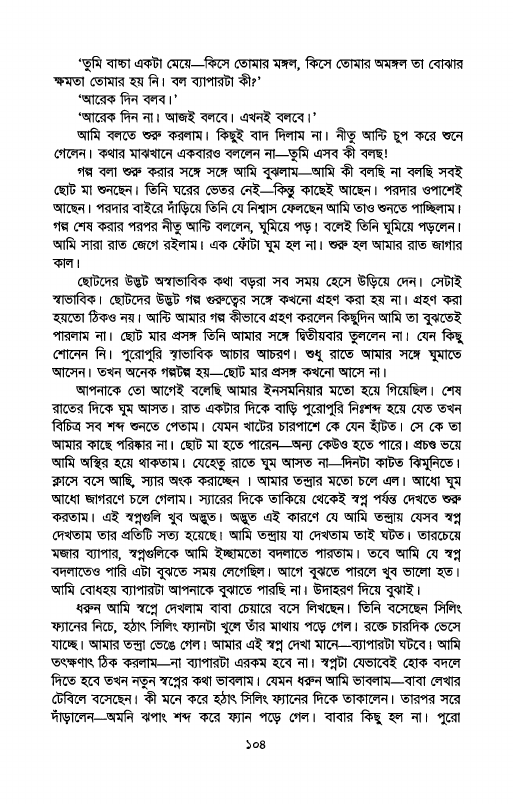 ‘তুমি বাচ্চা একটা মেয়ে—কিসে তোমার মঙ্গল, কিসে তোমার অমঙ্গল তা বোঝার
ক্ষমতা তোমার হয় নি। বল ব্যাপারটা কী?’
‘আরেক দিন বলব।’
‘আরেক দিন না। আজই বলবে। এখনই বলবে।’
আমি বলতে শুরু করলাম। কিছুই বাদ দিলাম না। নীতু আন্টি চুপ করে শুনে
গেলেন। কথার মাঝখানে একবারও বললেন না—তুমি এসব কী বলছ!
গল্প বলা শুরু করার সঙ্গে সঙ্গে আমি বুঝলাম—আমি কী বলছি না বলছি সবই
ছোট মা শুনছেন। তিনি ঘরের ভেতর নেই—কিন্তু কাছেই আছেন। পরদার ওপাশেই
আছেন। পরদার বাইরে দাঁড়িয়ে তিনি যে নিশ্বাস ফেলছেন আমি তাও শুনতে পাচ্ছিলাম।
গল্প শেষ করার পরপর নীতু আন্টি বললেন, ঘুমিয়ে পড়। বলেই তিনি ঘুমিয়ে পড়লেন।
আমি সারা রাত জেগে রইলাম। এক ফোঁটা ঘুম হল না। শুরু হল আমার রাত জাগার
কাল।
ছোটদের উদ্ভট অস্বাভাবিক কথা বড়রা সব সময় হেসে উড়িয়ে দেন। সেটাই
স্বাভাবিক। ছোটদের উদ্ভট গল্প গুরুত্বের সঙ্গে কখনো গ্রহণ করা হয় না। গ্রহণ করা
হয়তো ঠিকও নয়। আন্টি আমার গল্প কীভাবে গ্রহণ করলেন কিছুদিন আমি তা বুঝতেই
পারলাম না। ছোট মার প্রসঙ্গ তিনি আমার সঙ্গে দ্বিতীয়বার তুললেন না। যেন কিছু
শোনেন নি। পুরোপুরি স্বাভাবিক আচার আচরণ। শুধু রাতে আমার সঙ্গে ঘুমাতে
আসেন। তখন অনেক গল্পটল্প হয়—ছোট মার প্রসঙ্গ কখনো আসে না।
আপনাকে তো আগেই বলেছি আমার ইনসমনিয়ার মতো হয়ে গিয়েছিল। শেষ
রাতের দিকে ঘুম আসত। রাত একটার দিকে বাড়ি পুরোপুরি নিঃশব্দ হয়ে যেত তখন
বিচিত্র সব শব্দ শুনতে পেতাম। যেমন খাটের চারপাশে কে যেন হাঁটত। সে কে তা
আমার কাছে পরিষ্কার না। ছোট মা হতে পারেন—অন্য কেউও হতে পারে। প্রচণ্ড ভয়ে
আমি অস্থির হয়ে থাকতাম। যেহেতু রাতে ঘুম আসত না—দিনটা কাটত ঝিমুনিতে।
ক্লাসে বসে আছি, স্যার অংক করাচ্ছেন । আমার তন্দ্রার মতো চলে এল। আধো ঘুম
আধো জাগরণে চলে গেলাম। স্যারের দিকে তাকিয়ে থেকেই স্বপ্ন পর্যন্ত দেখতে শুরু
করতাম। এই স্বপ্নগুলি খুব অদ্ভুত। অদ্ভুত এই কারণে যে আমি তন্দ্রায় যেসব স্বপ্ন
দেখতাম তার প্রতিটি সত্য হয়েছে। আমি তন্দ্রায় যা দেখতাম তাই ঘটত। তারচেয়ে
মজার ব্যাপার, স্বপ্নগুলিকে আমি ইচ্ছামতো বদলাতে পারতাম। তবে আমি যে স্বপ্ন
বদলাতেও পারি এটা বুঝতে সময় লেগেছিল। আগে বুঝতে পারলে খুব ভালো হত।
আমি বোধহয় ব্যাপারটা আপনাকে বুঝাতে পারছি না। উদাহরণ দিয়ে বুঝাই।
ধরুন আমি স্বপ্নে দেখলাম বাবা চেয়ারে বসে লিখছেন। তিনি বসেছেন সিলিং
ফ্যানের নিচে, হঠাৎ সিলিং ফ্যানটা খুলে তাঁর মাথায় পড়ে গেল। রক্তে চারদিক ভেসে
যাচ্ছে। আমার তন্দ্রা ভেঙে গেল। আমার এই স্বপ্ন দেখা মানে—ব্যাপারটা ঘটবে। আমি
তৎক্ষণাৎ ঠিক করলাম—না ব্যাপারটা এরকম হবে না। স্বপ্নটা যেভাবেই হোক বদলে
দিতে হবে তখন নতুন স্বপ্নের কথা ভাবলাম। যেমন ধরুন আমি ভাবলাম—বাবা লেখার
টেবিলে বসেছেন। কী মনে করে হঠাৎ সিলিং ফ্যানের দিকে তাকালেন। তারপর সরে
দাঁড়ালেন—অমনি ঝপাং শব্দ করে ফ্যান পড়ে গেল। বাবার কিছু হল না। পুরো
১০৪